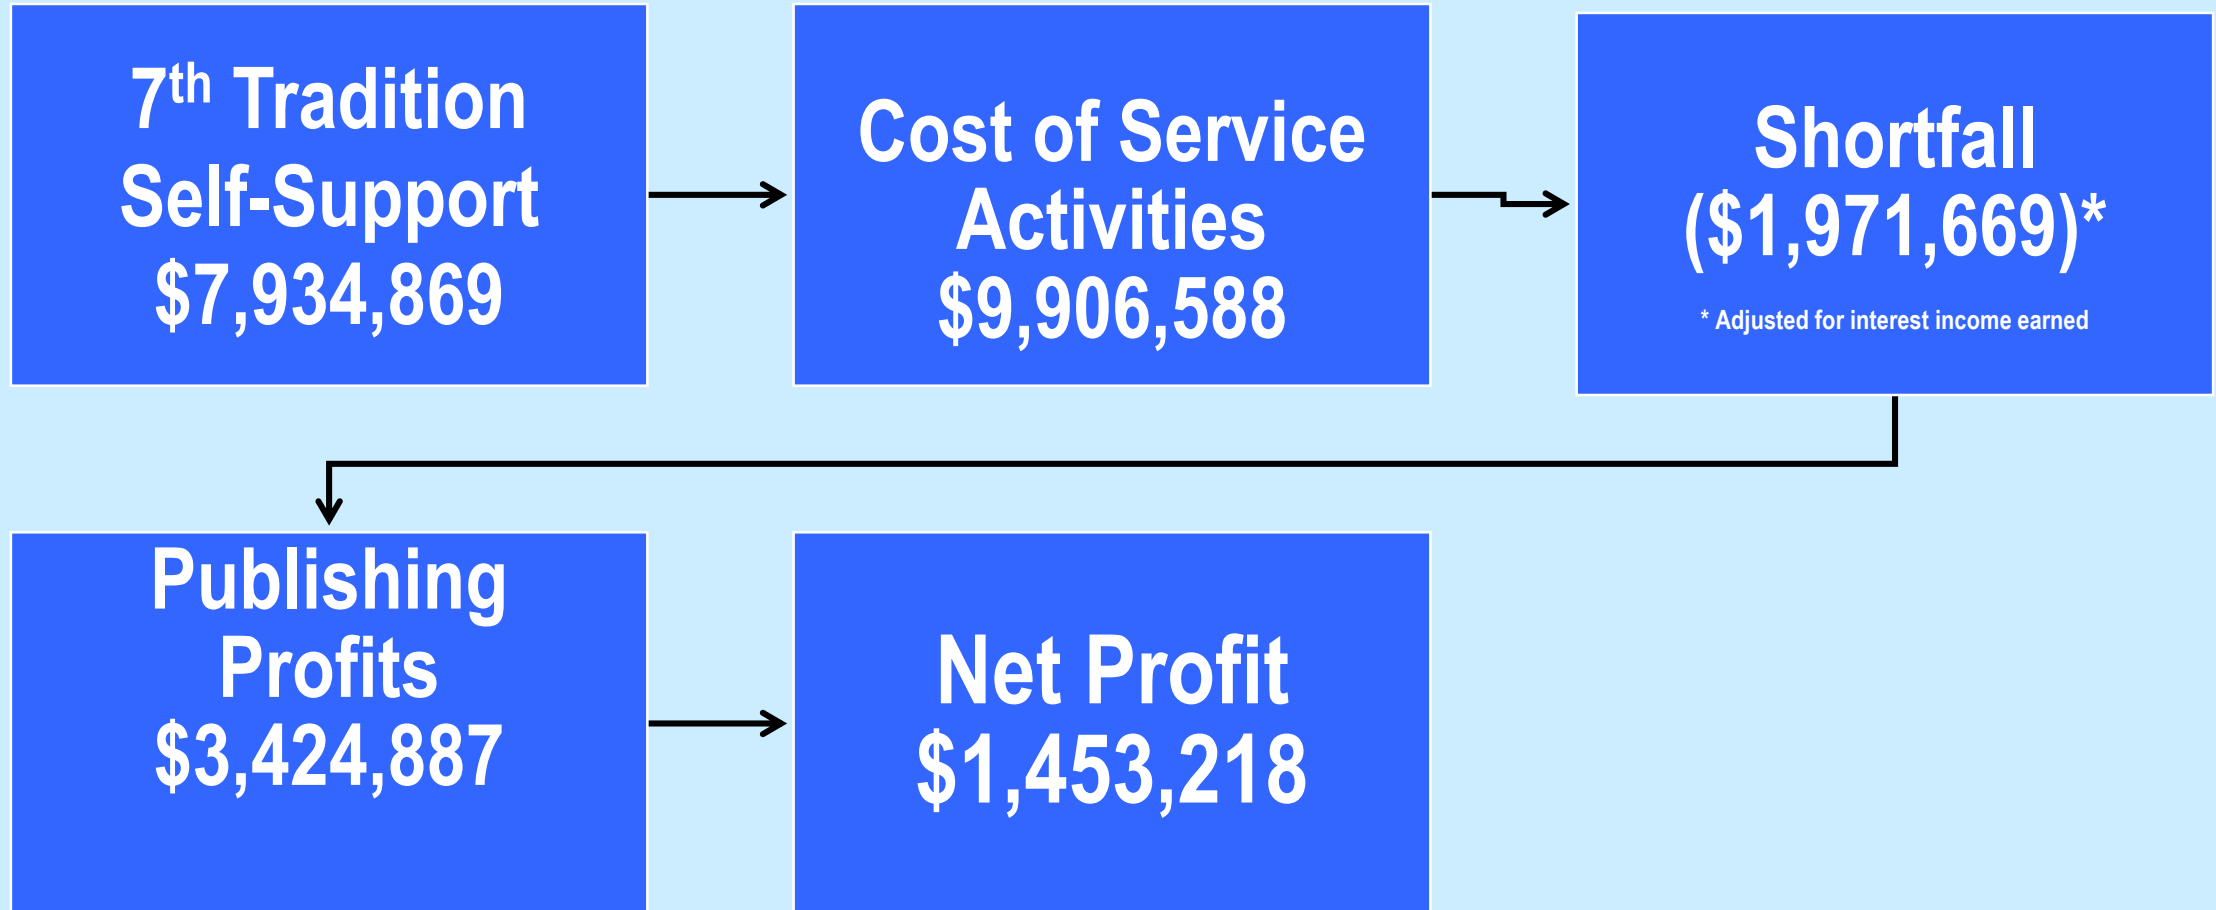 7th Tradition
Self-Support
$7,934,869
Cost of Service
Activities
$9,906,588
Shortfall
($1,971,669)*
* Adjusted for interest income earned
Publishing
Profits
$3,424,887
Net Profit
$1,453,218